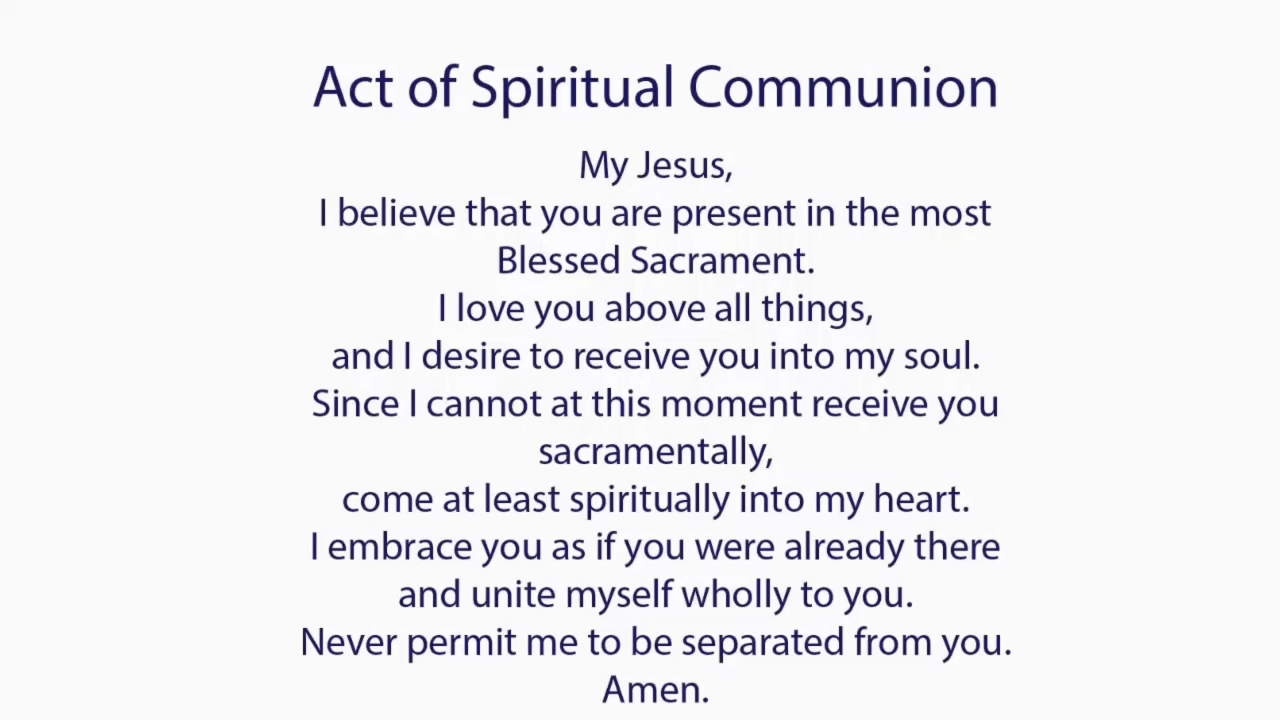 Act of Spiritual Communion
My Jesus,
I believe that you are present in the most
Blessed Sacrament.
I love you above all things,
and I desire to receive you into my soul.
Since I cannot at this moment receive you
sacramentally,
come at least spiritually into my heart.
I embrace you as if you were already there
and unite myself wholly to you.
Never permit me to be separated from you.
Amen.